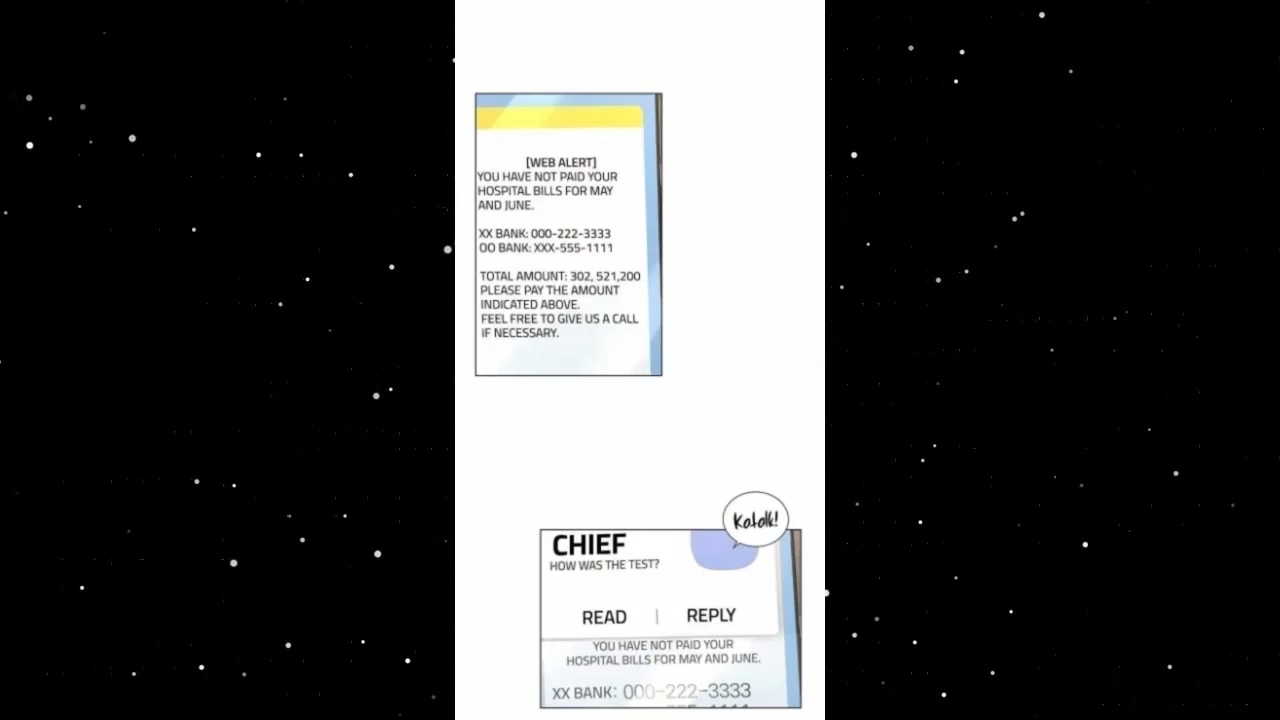 [WEB ALERT]
YOU HAVE NOT PAID YOUR
HOSPITAL BILLS FOR MAY
AND JUNE.
XX BANK: 000-222-3333
OO BANK: XXX-555-1111
TOTAL AMOUNT: 302, 521,200
PLEASE PAY THE AMOUNT
INDICATED ABOVE.
FEEL FREE TO GIVE US A CALL
IF NECESSARY.
Katalk!
CHIEF
HOW WAS THE TEST?
READ | REPLY
YOU HAVE NOT PAID YOUR
HOSPITAL BILLS FOR MAY AND JUNE.
XX BANK: 000-222-3333